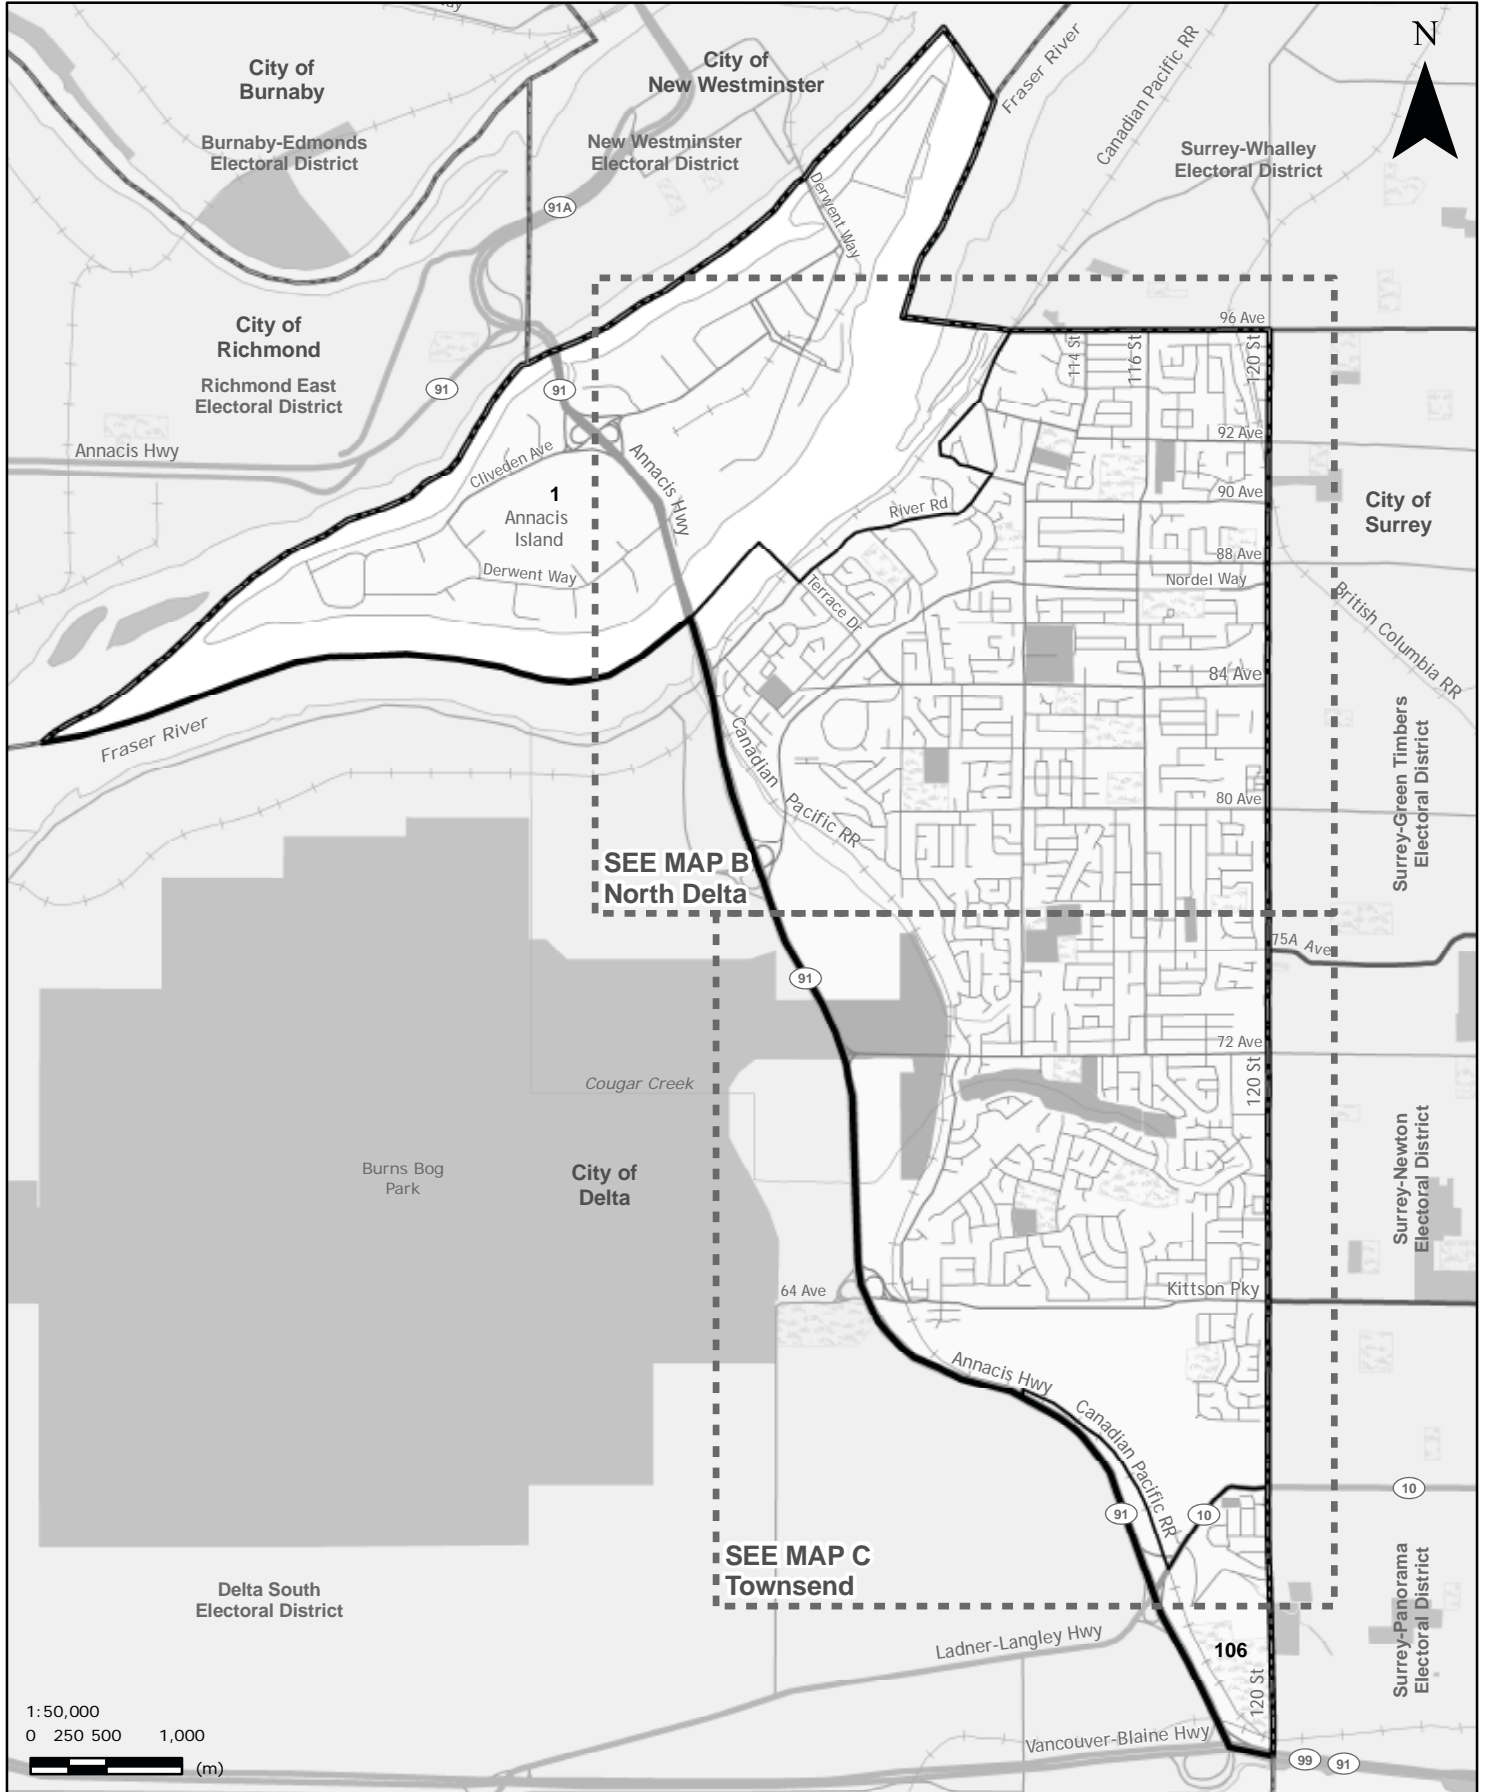 City of
Burnaby
Burnaby-Edmonds
Electoral District
City of
New Westminster
New Westminster
Electoral District
Fraser River
Canadian Pacific RR
Surrey-Whalley
Electoral District
N
91A
Derwent Way
City of
Richmond
Richmond East
Electoral District
91
91
Annacis Hwy
Cliveden Ave
Annacis Hwy
1
Annacis
Island
Derwent Way
Fraser River
96 Ave
114 St
116 St
120 St
92 Ave
90 Ave
River Rd
88 Ave
Nordel Way
Terrace Dr
84 Ave
City of
Surrey
British Columbia RR
Surrey-Green Timbers
Electoral District
Canadian Pacific RR
80 Ave
SEE MAP B
North Delta
75A Ave
91
72 Ave
120 St
Cougar Creek
Burns Bog
Park
City of
Delta
Surrey-Newton
Electoral District
64 Ave
Kittson Pky
Annacis Hwy
Canadian Pacific RR
91
10
10
SEE MAP C
Townsend
Delta South
Electoral District
Surrey-Panorama
Electoral District
Ladner-Langley Hwy
106
120 St
Vancouver-Blaine Hwy
99
91
1:50,000
0 250 500 1,000
(m)